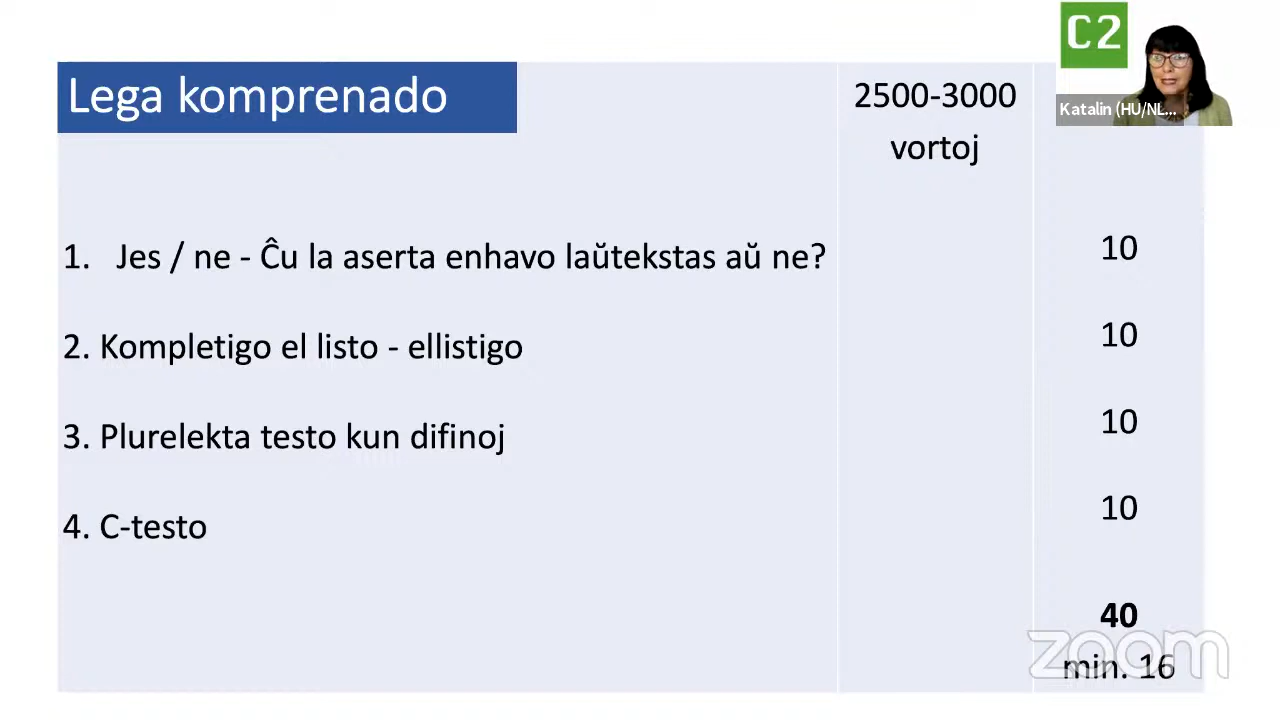 C2
Katalin (HU/NL...
Lega komprenado
2500-3000
vortoj
1. Jes / ne - Ĉu la aserta enhavo laŭtekstas aŭ ne?
10
2. Kompletigo el listo - ellistigo
10
3. Plurelekta testo kun difinoj
10
4. C-testo
10
40
min. 16
zoom